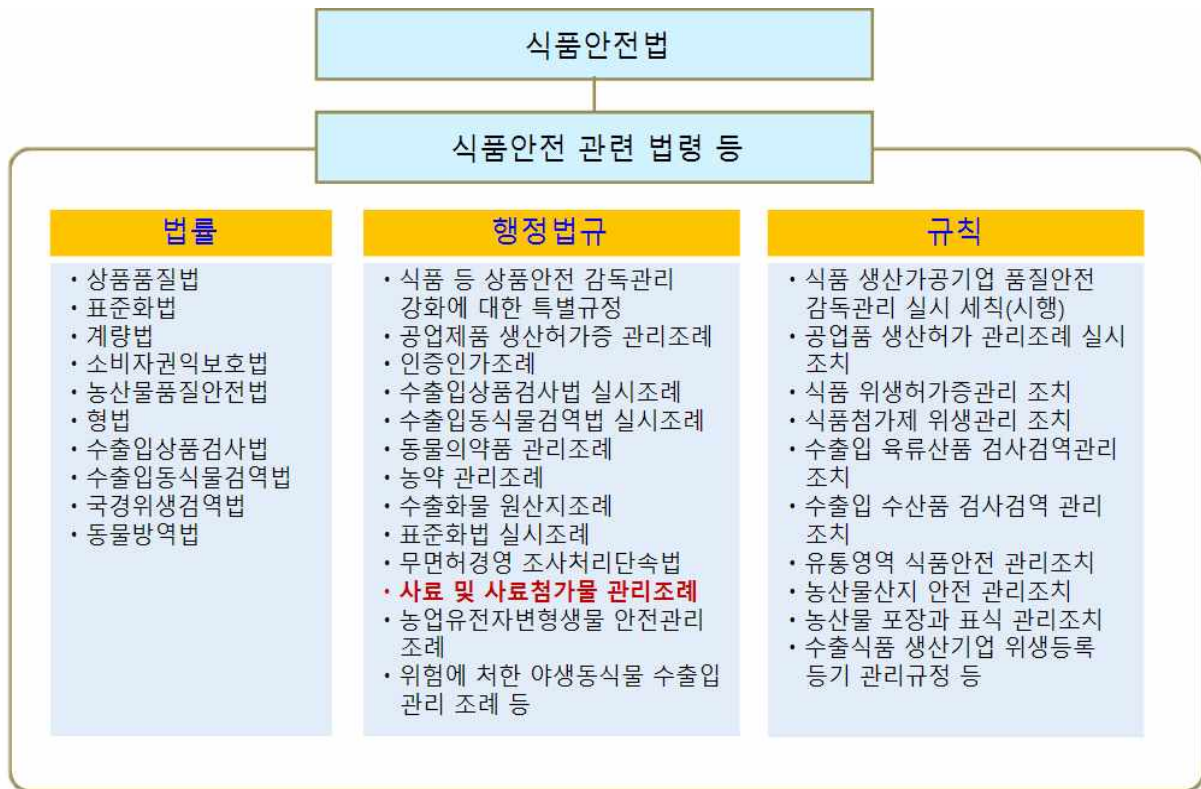 식품안전법
식품안전 관련 법령 등
법률
· 상품품질법
· 표준화법
· 계량법
· 소비자권익보호법
· 농산물품질안전법
· 형법
· 수출입상품검사법
· 수출입동식물검역법
· 국경위생검역법
· 동물방역법
행정법규
· 식품 등 상품안전 감독관리
강화에 대한 특별규정
· 공업제품 생산허가증 관리조례
· 인증인가조례
· 수출입상품검사법 실시조례
· 수출입동식물검역법 실시조례
· 동물의약품 관리조례
· 농약 관리조례
· 수출화물 원산지조례
· 표준화법 실시조례
· 무면허경영 조사처리단속법
· 사료 및 사료첨가물 관리조례
· 농업유전자변형생물 안전관리
조례
· 위험에 처한 야생동식물 수출입
관리 조례 등
규칙
· 식품 생산가공기업 품질안전
감독관리 실시 세칙(시행)
· 공업품 생산허가 관리조례 실시
조치
· 식품 위생허가증관리 조치
· 식품첨가제 위생관리 조치
· 수출입 육류산품 검사검역관리
조치
· 수출입 수산품 검사검역 관리
조치
· 유통영역 식품안전 관리조치
· 농산물산지 안전 관리조치
· 농산물 포장과 표식 관리조치
· 수출식품 생산기업 위생등록
등기 관리규정 등